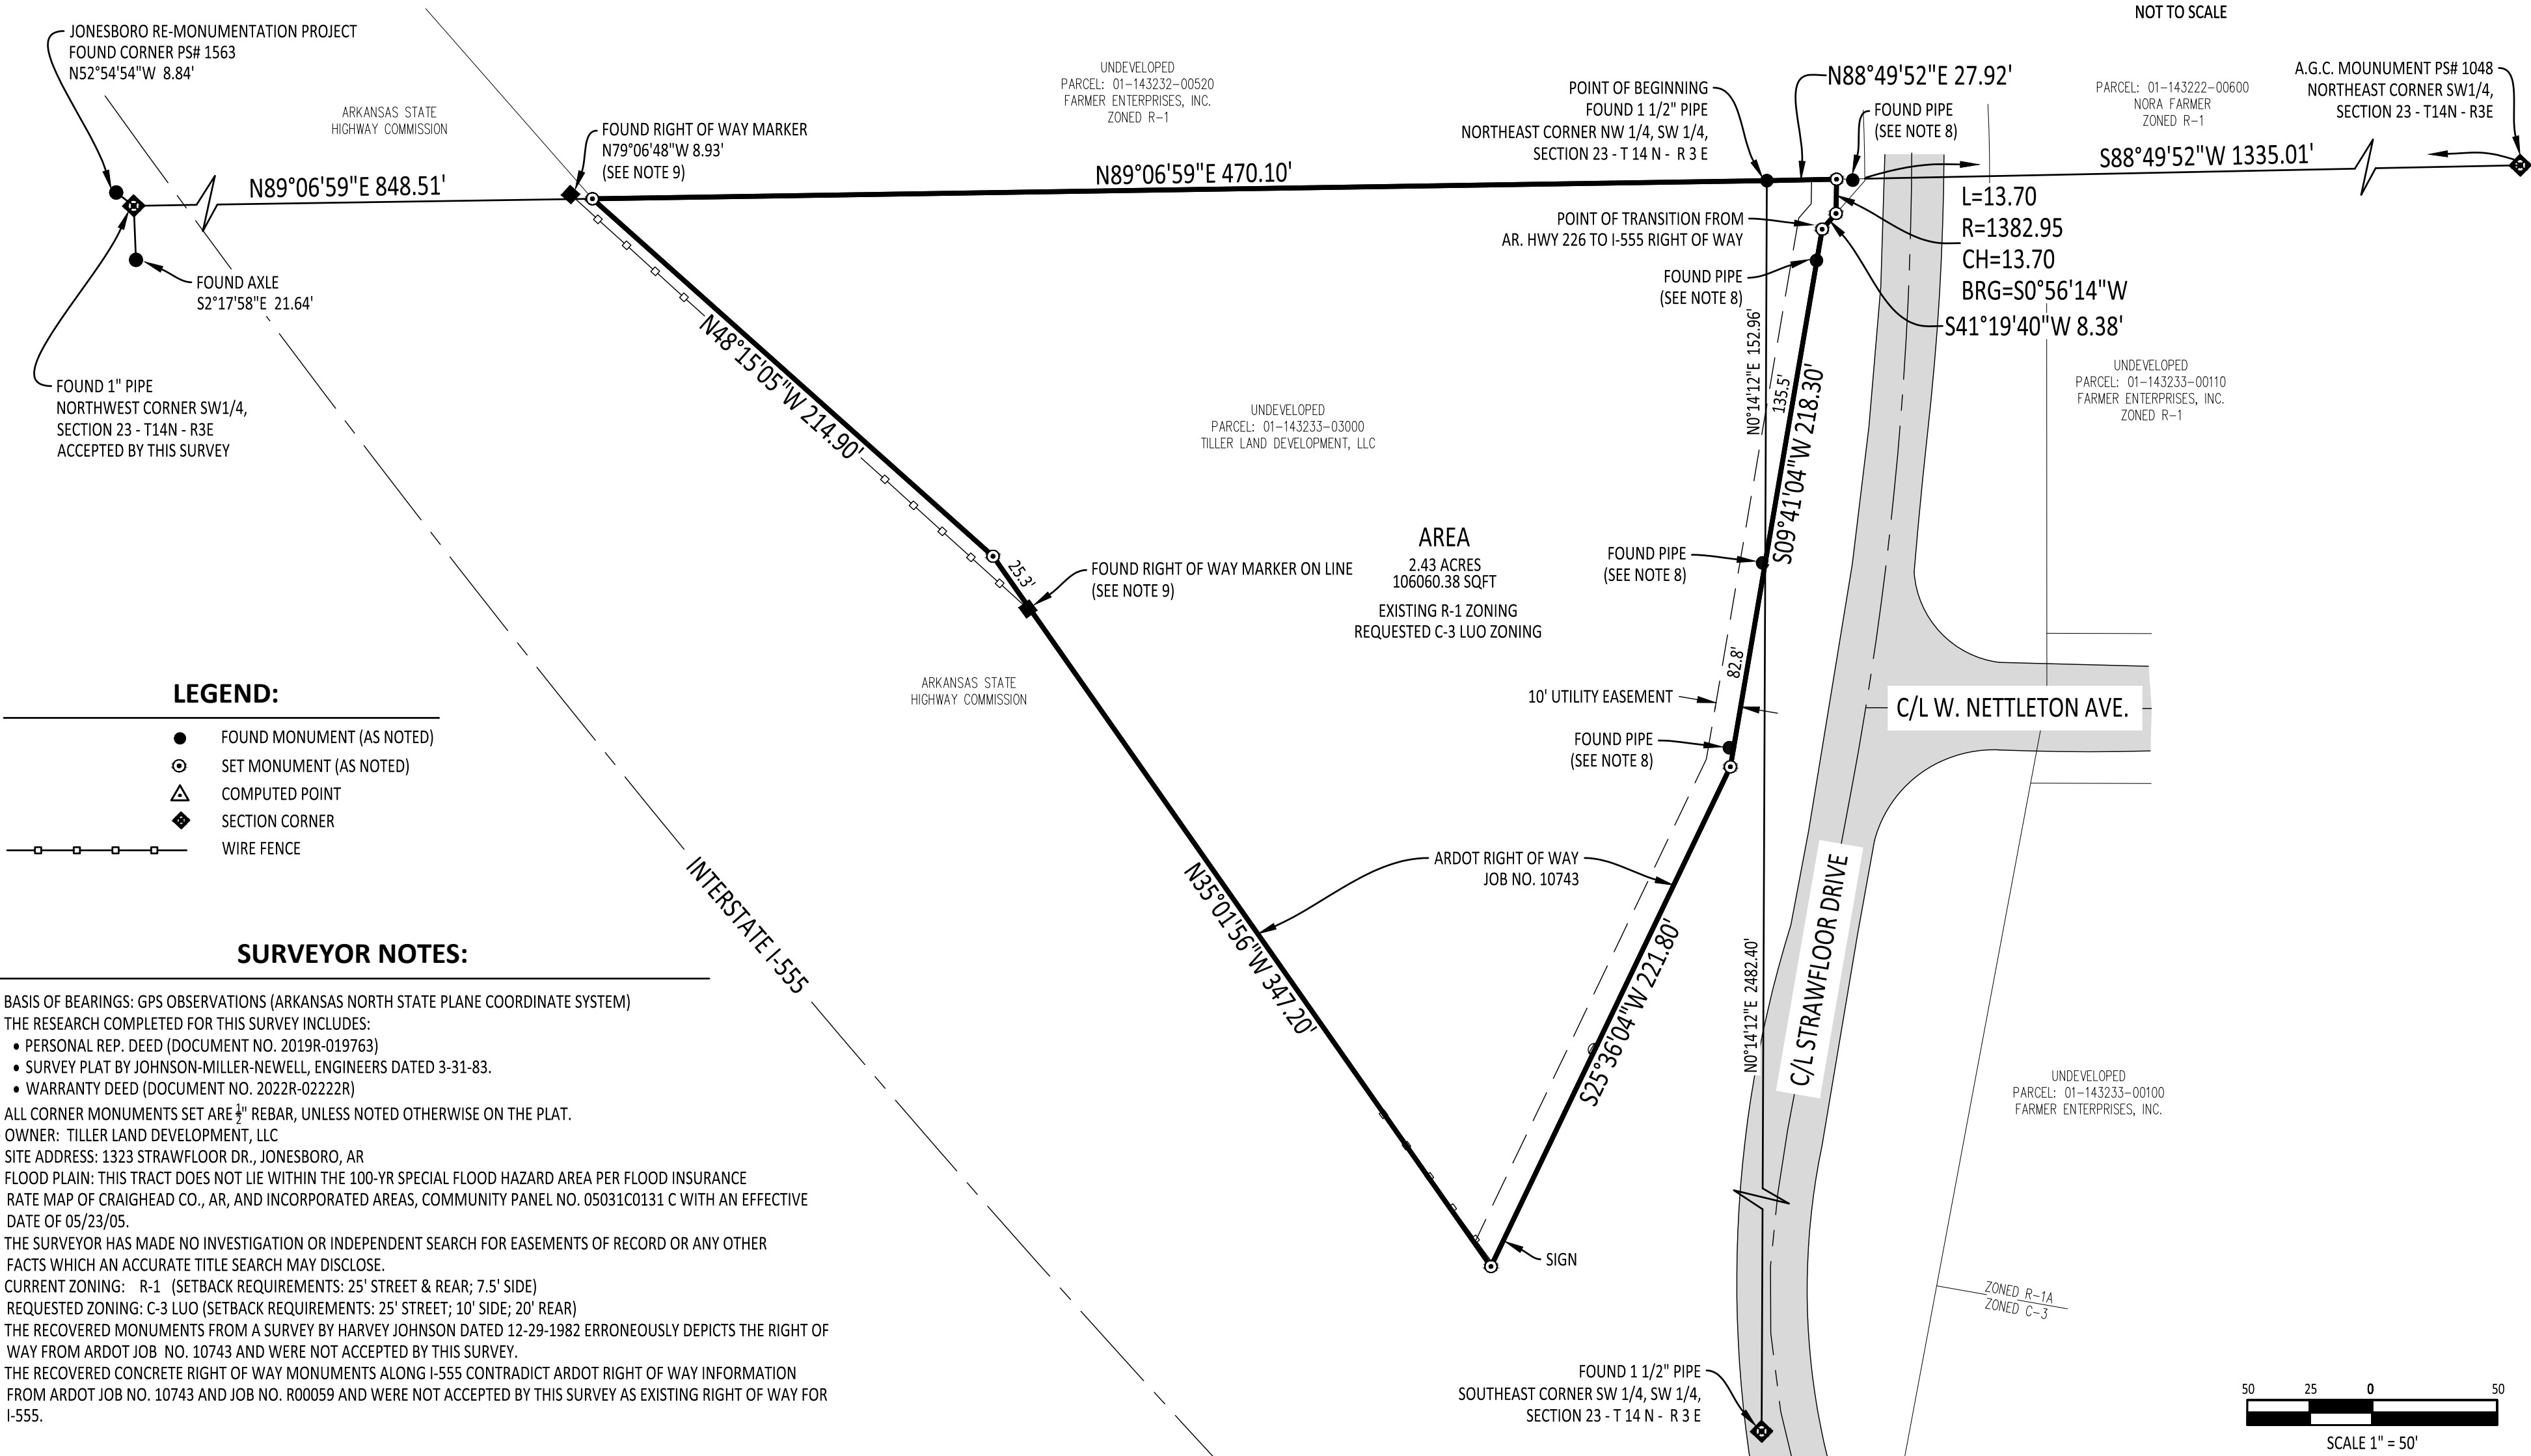 NOT TO SCALE
JONESBORO RE-MONUMENTATION PROJECT
FOUND CORNER PS# 1563
N52°54'54"W 8.84'
ARKANSAS STATE
HIGHWAY COMMISSION
FOUND RIGHT OF WAY MARKER
N79°06'48"W 8.93'
(SEE NOTE 9)
UNDEVELOPED
PARCEL: 01-143232-00520
FARMER ENTERPRISES, INC.
ZONED R-1
POINT OF BEGINNING
FOUND 1 1/2" PIPE
NORTHEAST CORNER NW 1/4, SW 1/4,
SECTION 23 - T 14 N - R 3 E
N88°49'52"E 27.92'
FOUND PIPE
(SEE NOTE 8)
PARCEL: 01-143222-00600
NORA FARMER
ZONED R-1
A.G.C. MOUNUMENT PS# 1048
NORTHEAST CORNER SW1/4,
SECTION 23 - T14N - R3E
N89°06'59"E 848.51'
N89°06'59"E 470.10'
S88°49'52"W 1335.01'
FOUND AXLE
S2°17'58"E 21.64'
POINT OF TRANSITION FROM
AR. HWY 226 TO I-555 RIGHT OF WAY
L=13.70
R=1382.95
CH=13.70
BRG=S0°56'14"W
S41°19'40"W 8.38'
FOUND PIPE
(SEE NOTE 8)
FOUND 1" PIPE
NORTHWEST CORNER SW1/4,
SECTION 23 - T14N - R3E
ACCEPTED BY THIS SURVEY
N48°15'05"W 214.90'
N0°14'12"E 152.96'
135.5'
S09°41'04"W 218.30'
UNDEVELOPED
PARCEL: 01-143233-03000
TILLER LAND DEVELOPMENT, LLC
UNDEVELOPED
PARCEL: 01-143233-00110
FARMER ENTERPRISES, INC.
ZONED R-1
AREA
2.43 ACRES
106060.38 SQFT
EXISTING R-1 ZONING
REQUESTED C-3 LUO ZONING
25.3'
FOUND RIGHT OF WAY MARKER ON LINE
(SEE NOTE 9)
FOUND PIPE
(SEE NOTE 8)
82.8'
ARKANSAS STATE
HIGHWAY COMMISSION
10' UTILITY EASEMENT
FOUND PIPE
(SEE NOTE 8)
C/L W. NETTLETON AVE.
LEGEND:
FOUND MONUMENT (AS NOTED)
SET MONUMENT (AS NOTED)
COMPUTED POINT
SECTION CORNER
WIRE FENCE
INTERSTATE I-555
N35°01'56"W 347.20'
ARDOT RIGHT OF WAY
JOB NO. 10743
S25°36'04"W 221.80'
N0°14'12"E 2482.40'
C/L STRAWFLOOR DRIVE
UNDEVELOPED
PARCEL: 01-143233-00100
FARMER ENTERPRISES, INC.
SIGN
ZONED R-1A
ZONED C-3
FOUND 1 1/2" PIPE
SOUTHEAST CORNER SW 1/4, SW 1/4,
SECTION 23 - T 14 N - R 3 E
SURVEYOR NOTES:
BASIS OF BEARINGS: GPS OBSERVATIONS (ARKANSAS NORTH STATE PLANE COORDINATE SYSTEM)
THE RESEARCH COMPLETED FOR THIS SURVEY INCLUDES:
• PERSONAL REP. DEED (DOCUMENT NO. 2019R-019763)
• SURVEY PLAT BY JOHNSON-MILLER-NEWELL, ENGINEERS DATED 3-31-83.
• WARRANTY DEED (DOCUMENT NO. 2022R-02222R)
ALL CORNER MONUMENTS SET ARE ½" REBAR, UNLESS NOTED OTHERWISE ON THE PLAT.
OWNER: TILLER LAND DEVELOPMENT, LLC
SITE ADDRESS: 1323 STRAWFLOOR DR., JONESBORO, AR
FLOOD PLAIN: THIS TRACT DOES NOT LIE WITHIN THE 100-YR SPECIAL FLOOD HAZARD AREA PER FLOOD INSURANCE
RATE MAP OF CRAIGHEAD CO., AR, AND INCORPORATED AREAS, COMMUNITY PANEL NO. 05031C0131 C WITH AN EFFECTIVE
DATE OF 05/23/05.
THE SURVEYOR HAS MADE NO INVESTIGATION OR INDEPENDENT SEARCH FOR EASEMENTS OF RECORD OR ANY OTHER
FACTS WHICH AN ACCURATE TITLE SEARCH MAY DISCLOSE.
CURRENT ZONING: R-1 (SETBACK REQUIREMENTS: 25' STREET & REAR; 7.5' SIDE)
REQUESTED ZONING: C-3 LUO (SETBACK REQUIREMENTS: 25' STREET; 10' SIDE; 20' REAR)
THE RECOVERED MONUMENTS FROM A SURVEY BY HARVEY JOHNSON DATED 12-29-1982 ERRONEOUSLY DEPICTS THE RIGHT OF
WAY FROM ARDOT JOB NO. 10743 AND WERE NOT ACCEPTED BY THIS SURVEY.
THE RECOVERED CONCRETE RIGHT OF WAY MONUMENTS ALONG I-555 CONTRADICT ARDOT RIGHT OF WAY INFORMATION
FROM ARDOT JOB NO. 10743 AND JOB NO. R00059 AND WERE NOT ACCEPTED BY THIS SURVEY AS EXISTING RIGHT OF WAY FOR
I-555.
50 25 0 50
SCALE 1" = 50'